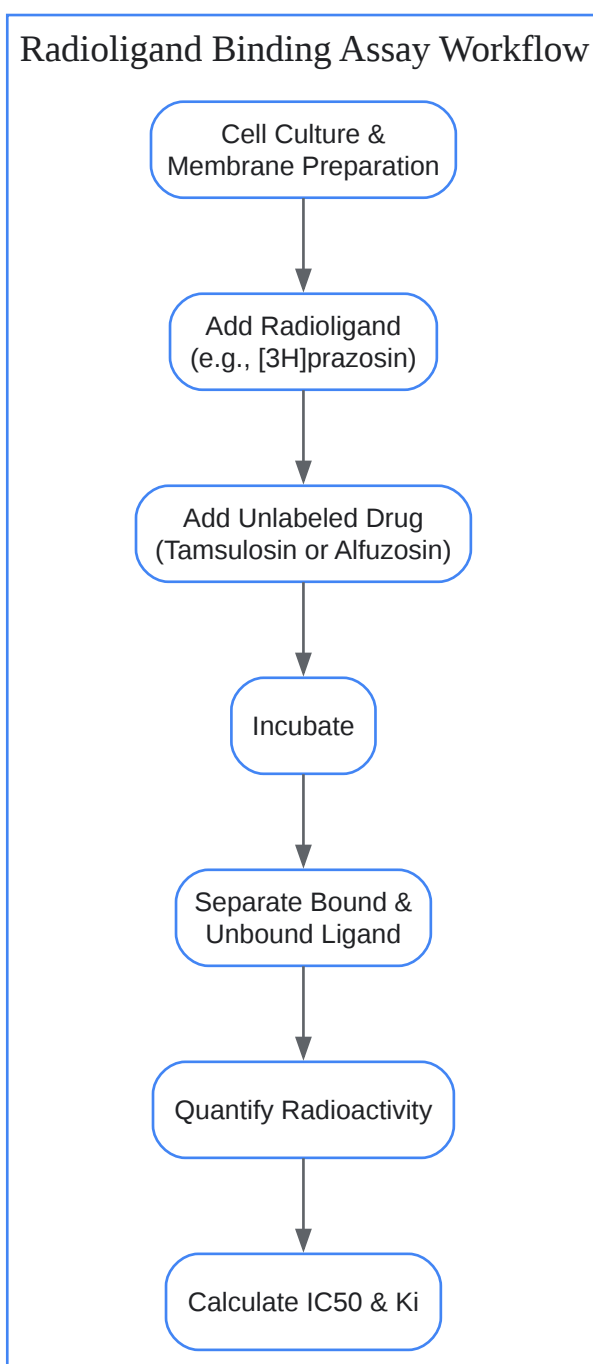 Radioligand Binding Assay Workflow
Cell Culture &
Membrane Preparation
Add Radioligand
(e.g., [3H]prazosin)
Add Unlabeled Drug
(Tamsulosin or Alfuzosin)
Incubate
Separate Bound &
Unbound Ligand
Quantify Radioactivity
Calculate IC50 & Ki